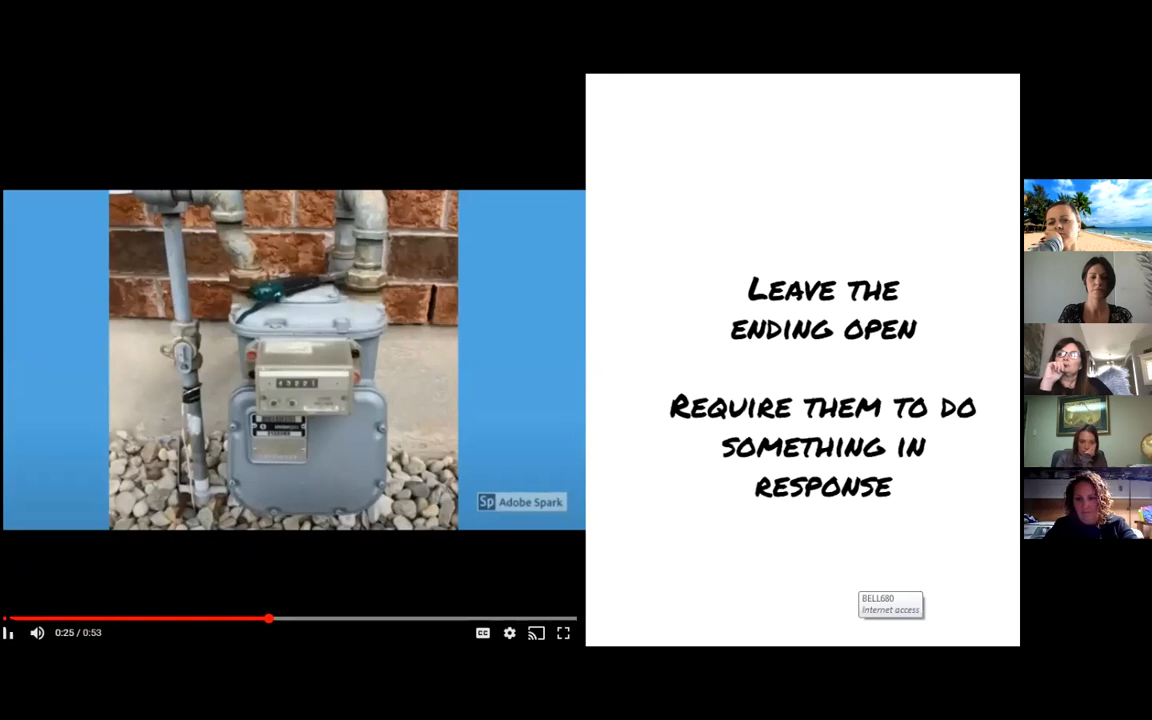 Sp Adobe Spark
0:25 / 0:53
CC
LEAVE THE
ENDING OPEN
REQUIRE THEM TO DO
SOMETHING IN
RESPONSE
BELL680
Internet access